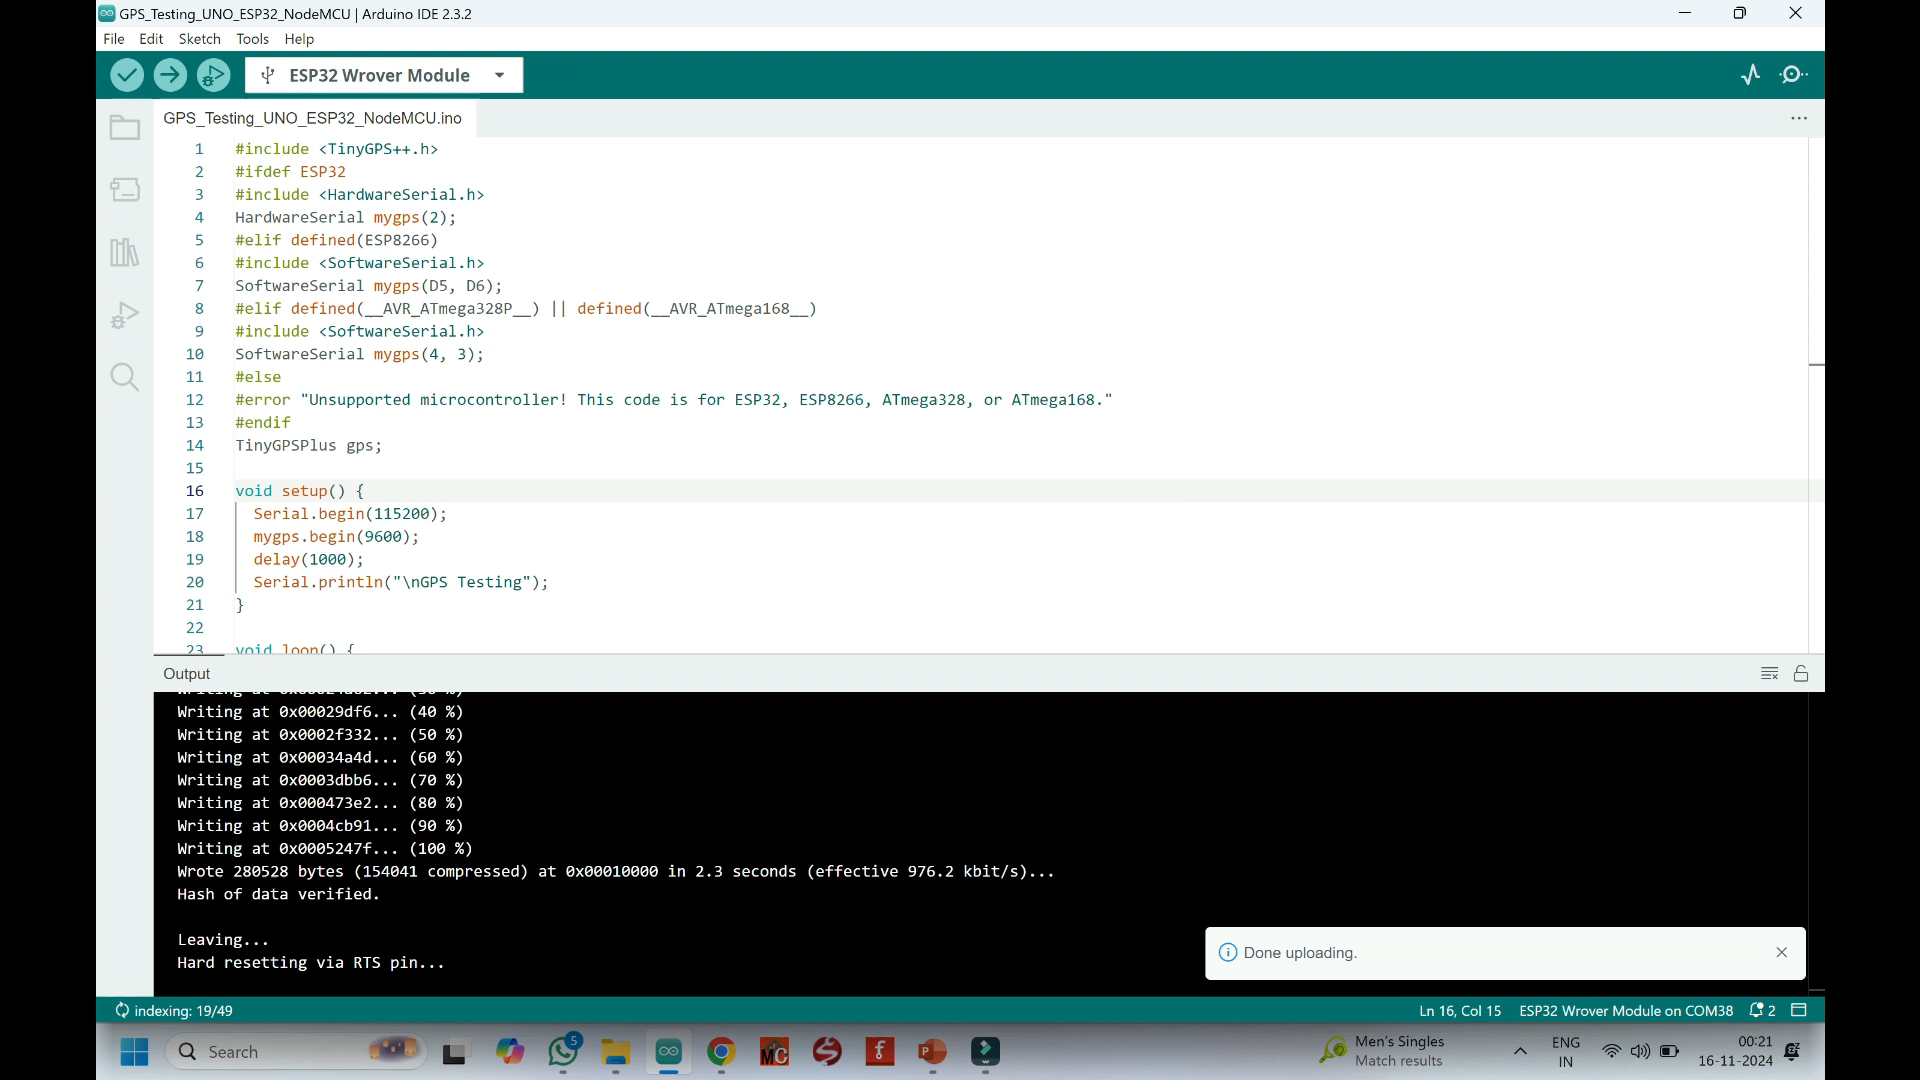 GPS_Testing_UNO_ESP32_NodeMCU | Arduino IDE 2.3.2
File Edit Sketch Tools Help
ESP32 Wrover Module
GPS_Testing_UNO_ESP32_NodeMCU.ino
1 #include <TinyGPS++.h>
2 #ifdef ESP32
3 #include <HardwareSerial.h>
4 HardwareSerial mygps(2);
5 #elif defined(ESP8266)
6 #include <SoftwareSerial.h>
7 SoftwareSerial mygps(D5, D6);
8 #elif defined(__AVR_ATmega328P__) || defined(__AVR_ATmega168__)
9 #include <SoftwareSerial.h>
10 SoftwareSerial mygps(4, 3);
11 #else
12 #error "Unsupported microcontroller! This code is for ESP32, ESP8266, ATmega328, or ATmega168."
13 #endif
14 TinyGPSPlus gps;
15
16 void setup() {
17 Serial.begin(115200);
18 mygps.begin(9600);
19 delay(1000);
20 Serial.println("\nGPS Testing");
21 }
22
23 void loop() {
Output
Writing at 0x00029df6... (40 %)
Writing at 0x0002f332... (50 %)
Writing at 0x00034a4d... (60 %)
Writing at 0x0003dbb6... (70 %)
Writing at 0x000473e2... (80 %)
Writing at 0x0004cb91... (90 %)
Writing at 0x0005247f... (100 %)
Wrote 280528 bytes (154041 compressed) at 0x00010000 in 2.3 seconds (effective 976.2 kbit/s)...
Hash of data verified.
Leaving...
Hard resetting via RTS pin...
Done uploading.
indexing: 19/49
Ln 16, Col 15 ESP32 Wrover Module on COM38 2
Search
5
Men's Singles
Match results
ENG
IN
00:21
16-11-2024